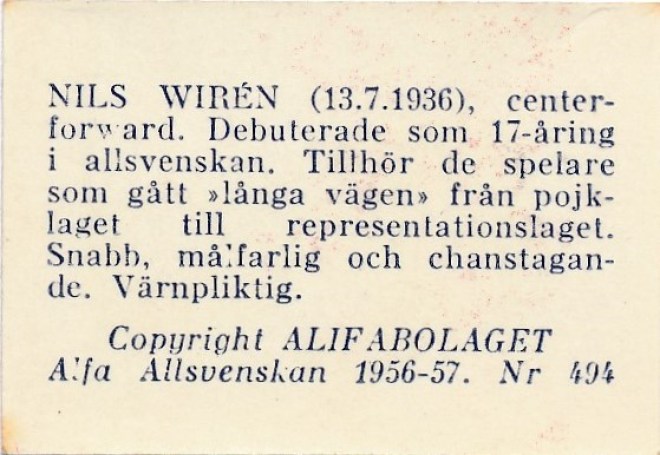 NILS WIRÉN (13.7.1936), center-
forward. Debuterade som 17-åring
i allsvenskan. Tillhör de spelare
som gått »långa vägen» från pojk-
laget till representationslaget.
Snabb, målfarlig och chanstagan-
de. Värnpliktig.
Copyright ALIFABOLAGET
Alfa Allsvenskan 1956-57. Nr 494